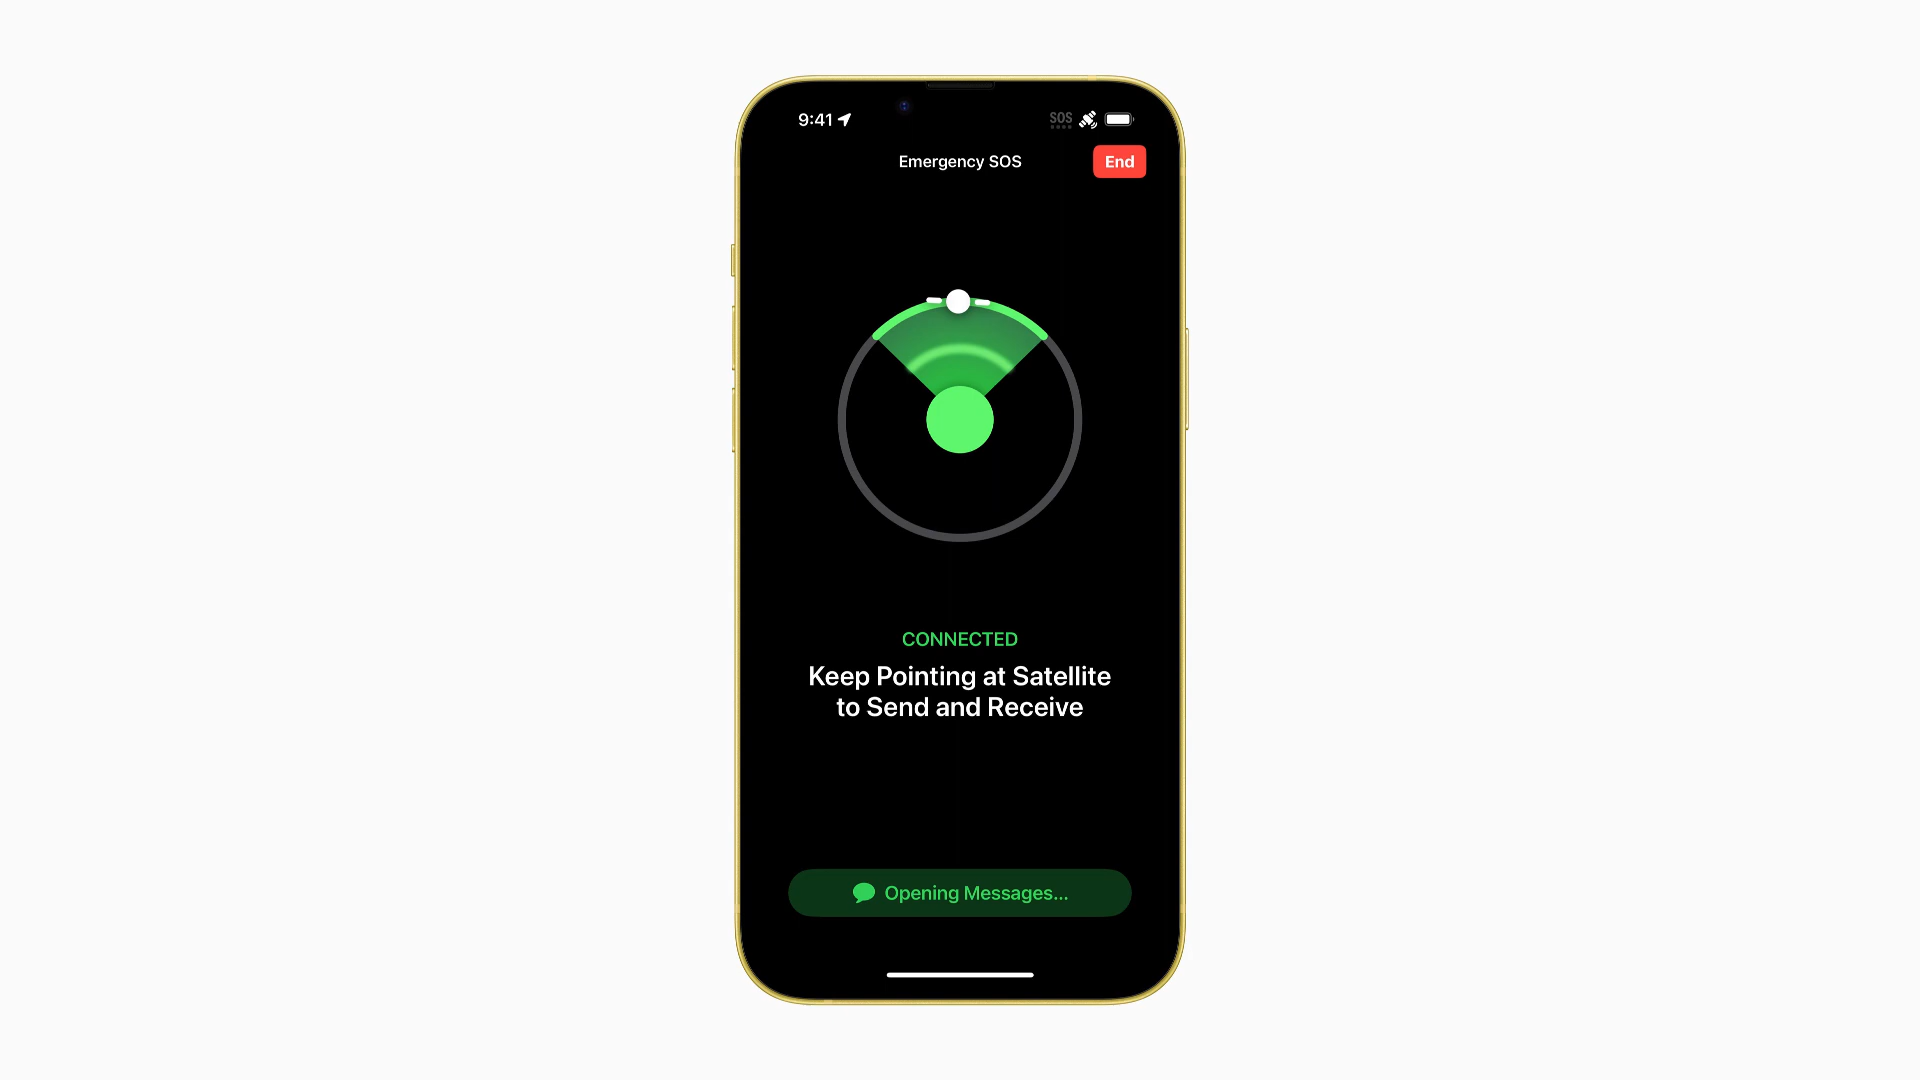 9:41
SOS
Emergency SOS
End
CONNECTED
Keep Pointing at Satellite
to Send and Receive
Opening Messages...